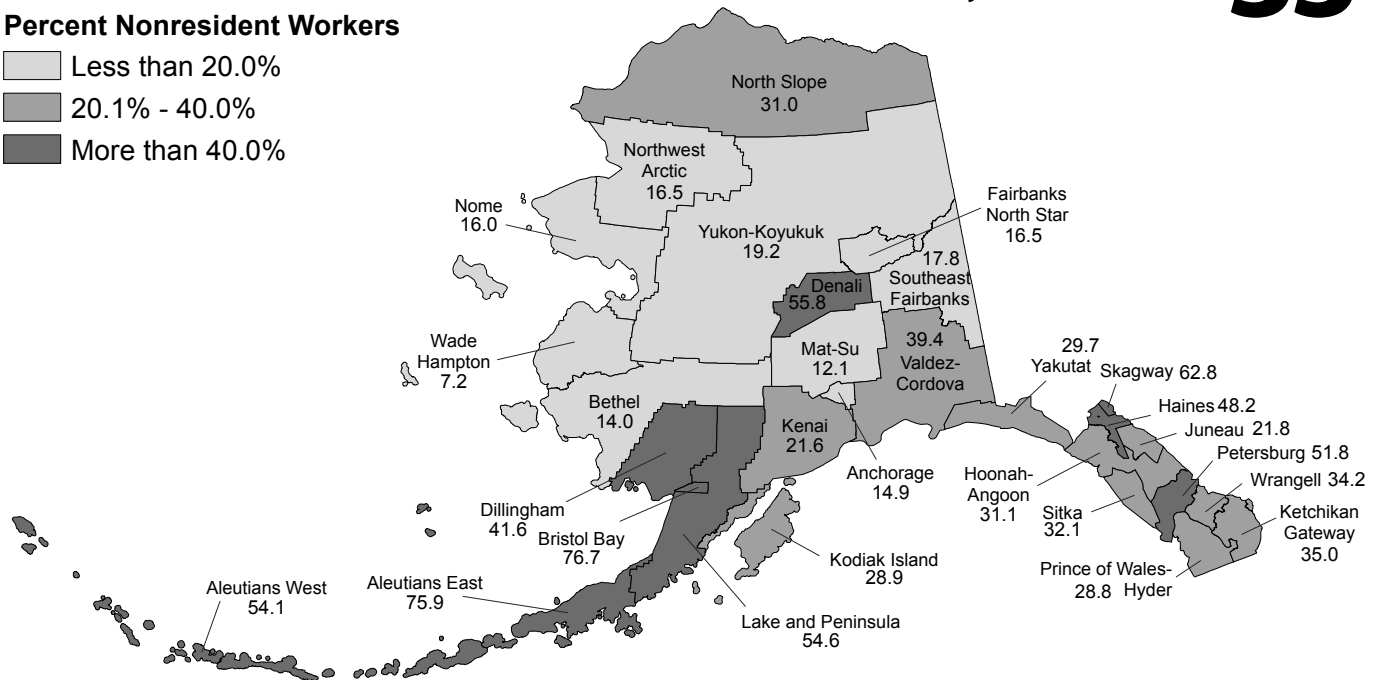 Percent Nonresident Workers
Less than 20.0%
20.1% - 40.0%
More than 40.0%
North Slope
31.0
Northwest
Arctic
16.5
Nome
16.0
Yukon-Koyukuk
19.2
Fairbanks
North Star
16.5
17.8
Southeast
Fairbanks
Denali
55.8
Wade
Hampton
7.2
Mat-Su
12.1
39.4
Valdez-
Cordova
29.7
Yakutat
Skagway 62.8
Haines 48.2
Juneau 21.8
Petersburg 51.8
Wrangell 34.2
Ketchikan
Gateway
35.0
Bethel
14.0
Kenai
21.6
Anchorage
14.9
Hoonah-
Angoon
31.1
Sitka
32.1
Prince of Wales-
28.8 Hyder
Dillingham
41.6
Bristol Bay
76.7
Kodiak Island
28.9
Aleutians West
54.1
Aleutians East
75.9
Lake and Peninsula
54.6